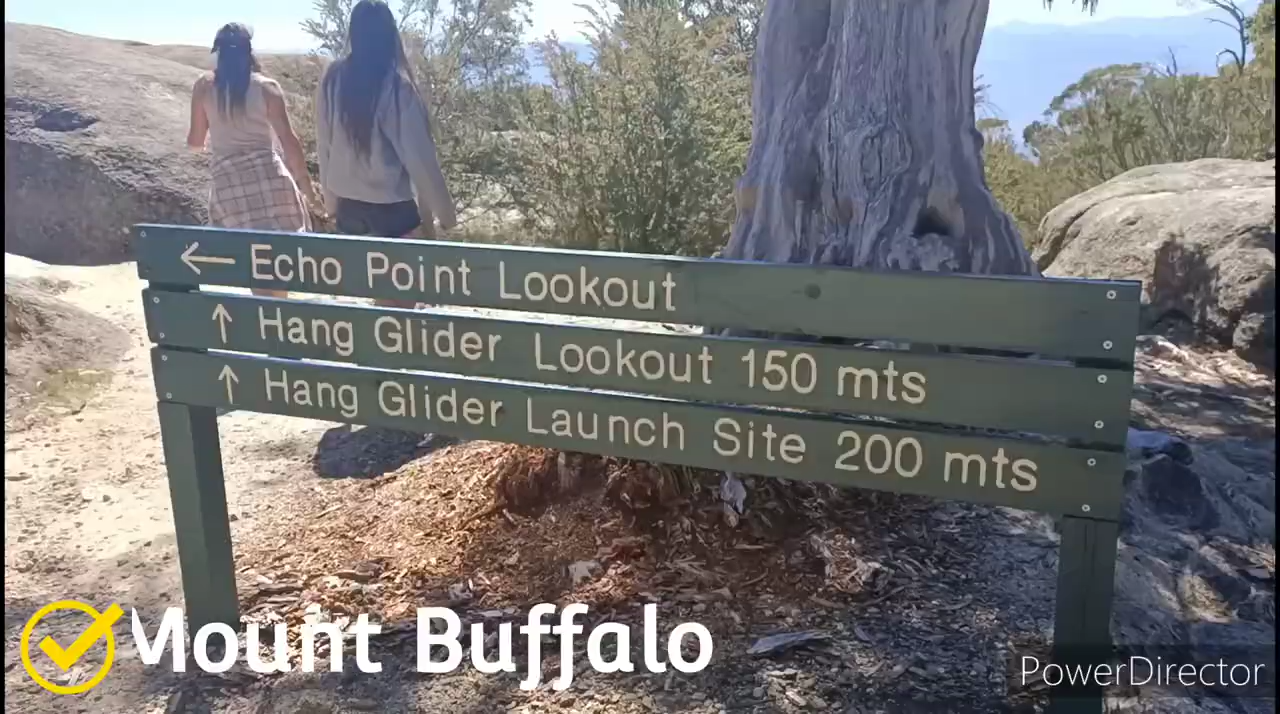 ← Echo Point Lookout
↑ Hang Glider Lookout 150 mts
↑ Hang Glider Launch Site 200 mts
Mount Buffalo
PowerDirector